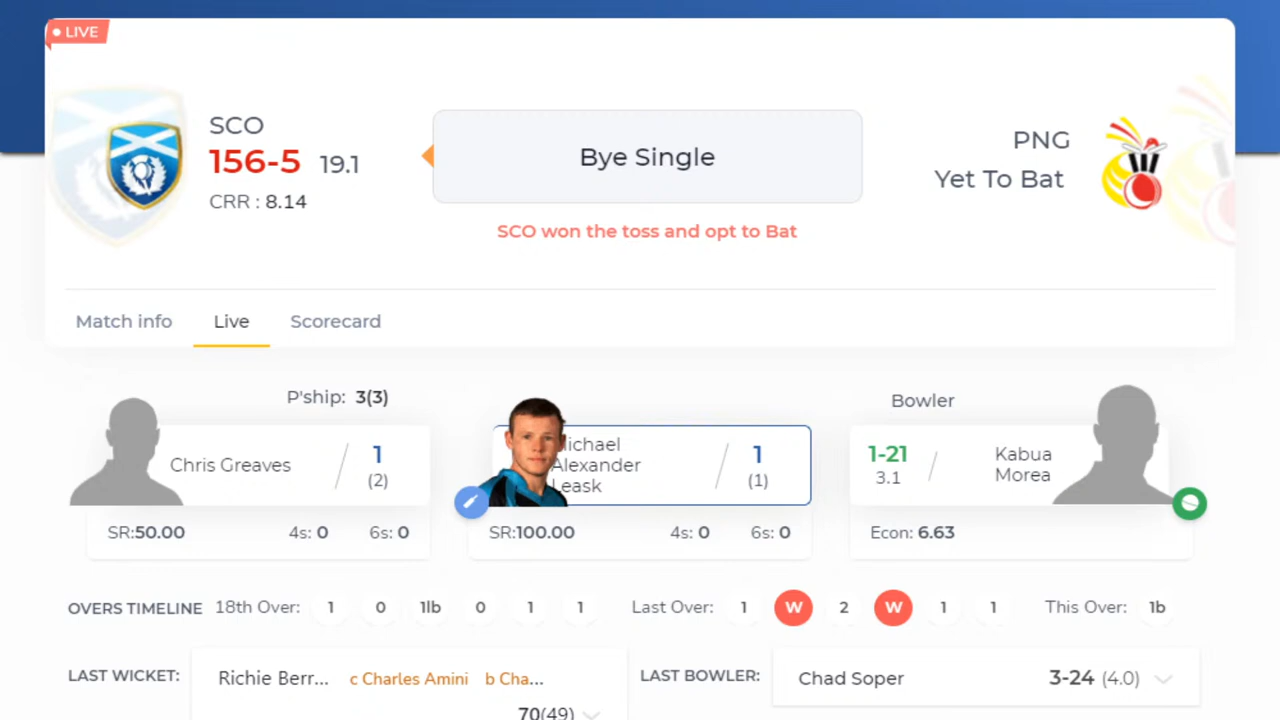 LIVE
SCO
156-5 19.1
CRR : 8.14
Bye Single
SCO won the toss and opt to Bat
PNG
Yet To Bat
Match info Live Scorecard
P'ship: 3(3)
Chris Greaves
1
(2)
SR:50.00 4s: 0 6s: 0
Michael
Alexander
Leask
1
(1)
SR:100.00 4s: 0 6s: 0
Bowler
1-21
3.1
Kabua
Morea
Econ: 6.63
OVERS TIMELINE 18th Over: 1 0 1lb 0 1 1 Last Over: 1 W 2 W 1 1 This Over: 1b
LAST WICKET: Richie Berr... c Charles Amini b Cha...
70(49)
LAST BOWLER: Chad Soper 3-24 (4.0)